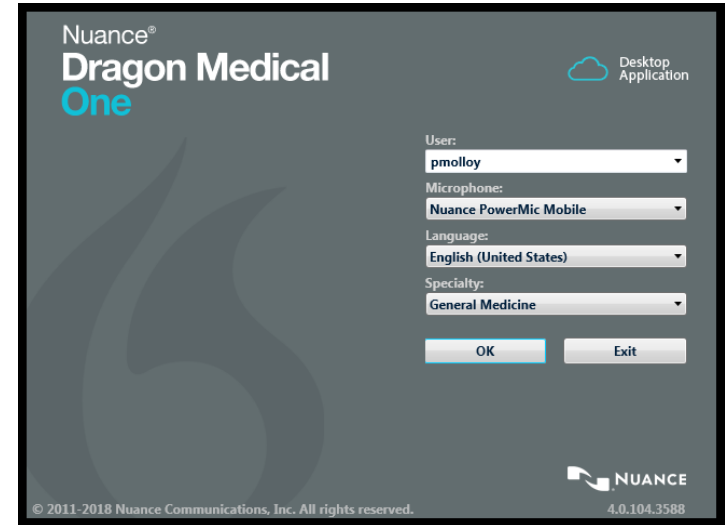 Nuance®
Dragon Medical
One
Desktop
Application
User:
pmolloy
Microphone:
Nuance PowerMic Mobile
Language:
English (United States)
Specialty:
General Medicine
OK Exit
NUANCE
© 2011-2018 Nuance Communications, Inc. All rights reserved. 4.0.104.3588